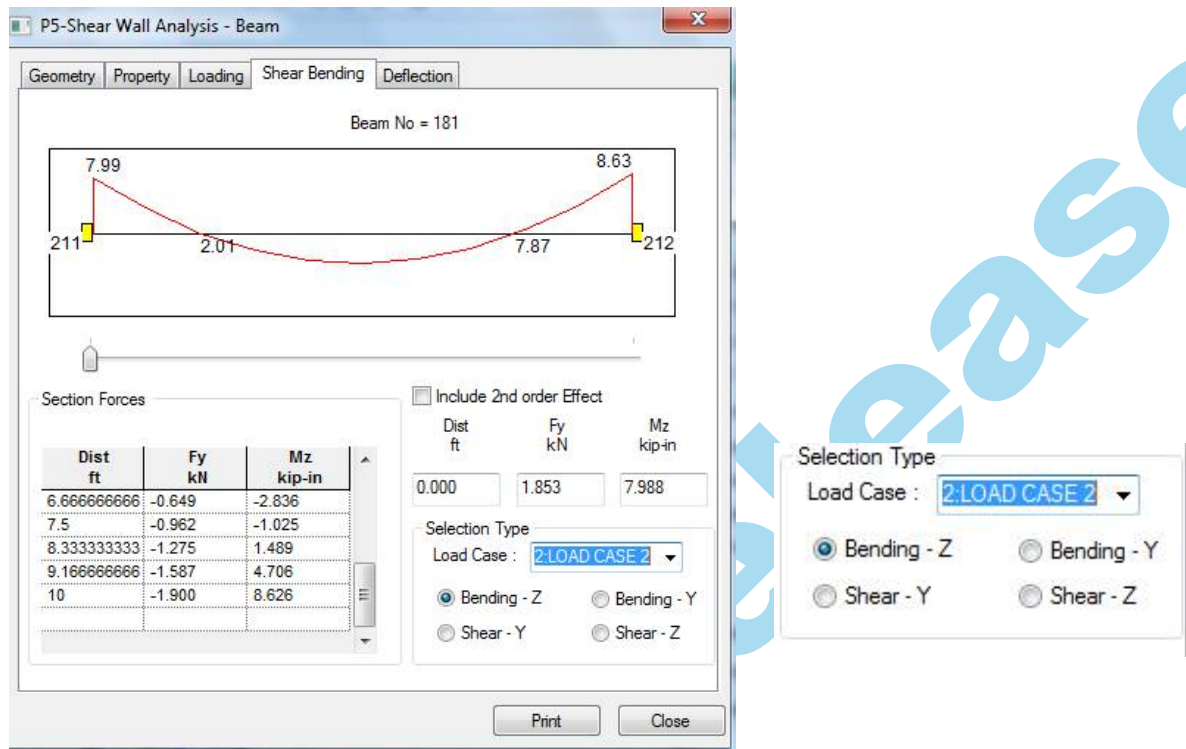 P5-Shear Wall Analysis - Beam
x
Geometry Property Loading Shear Bending Deflection
Beam No = 181
7.99 8.63
211 2.01 7.87 212
Section Forces
Dist Fy Mz
ft kN kip-in
6.666666666 -0.649 -2.836
7.5 -0.962 -1.025
8.333333333 -1.275 1.489
9.166666666 -1.587 4.706
10 -1.900 8.626
Include 2nd order Effect
Dist Fy Mz
ft kN kip-in
0.000 1.853 7.988
Selection Type
Load Case : 2:LOAD CASE 2
Bending - Z Bending - Y
Shear - Y Shear - Z
Print Close
Selection Type
Load Case : 2:LOAD CASE 2
Bending - Z Bending - Y
Shear - Y Shear - Z
ease